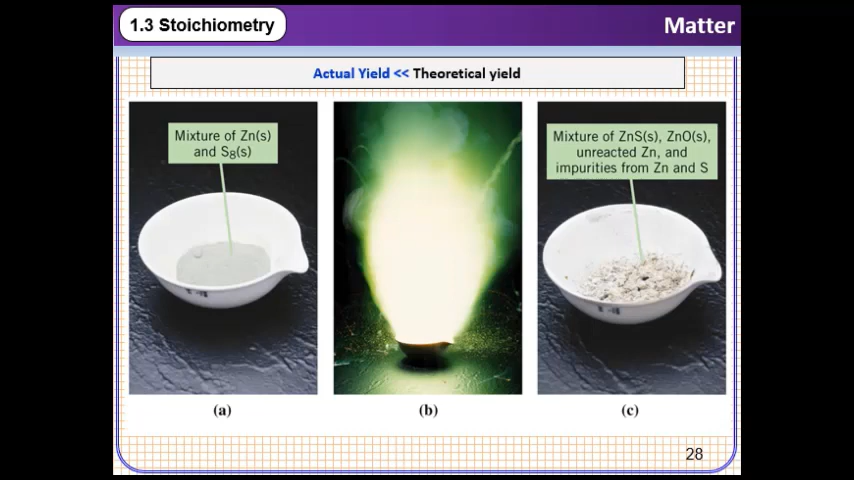 1.3 Stoichiometry
Matter
Actual Yield << Theoretical yield
Mixture of Zn(s)
and S₈(s)
Mixture of ZnS(s), ZnO(s),
unreacted Zn, and
impurities from Zn and S
(a)
(b)
(c)
28